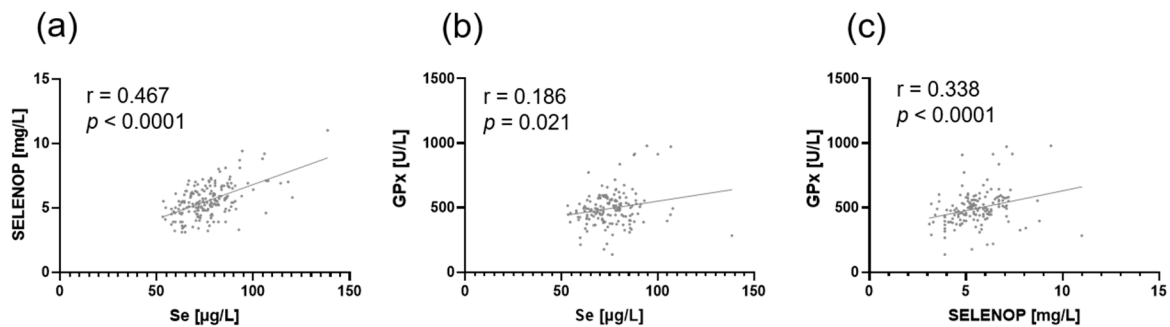 (a)
r = 0.467
p < 0.0001
SELENOP [mg/L]
15
10
5
0
0 50 100 150
Se [µg/L]
(b)
r = 0.186
p = 0.021
GPx [U/L]
1500
1000
500
0
0 50 100 150
Se [µg/L]
(c)
r = 0.338
p < 0.0001
GPx [U/L]
1500
1000
500
0
0 5 10 15
SELENOP [mg/L]